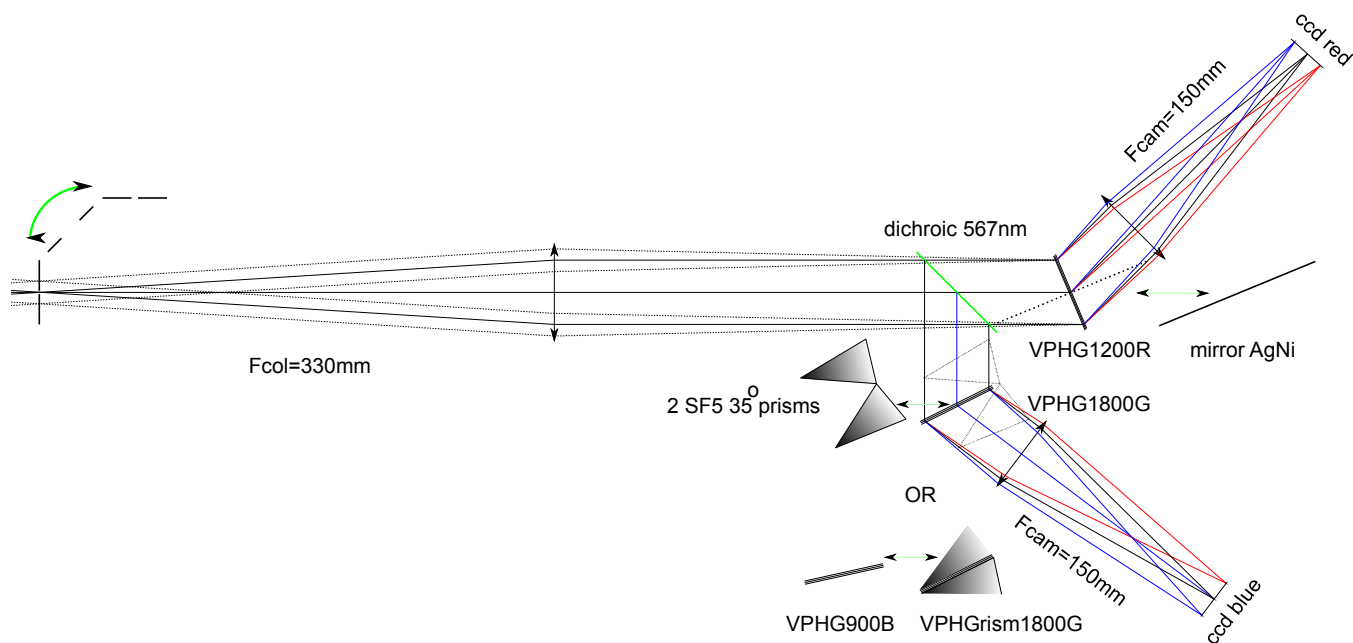 ccd red
Fcam=150mm
dichroic 567nm
Fcol=330mm
VPHG1200R
mirror AgNi
2 SF5 35° prisms
VPHG1800G
OR
Fcam=150mm
ccd blue
VPHG900B
VPHGrism1800G